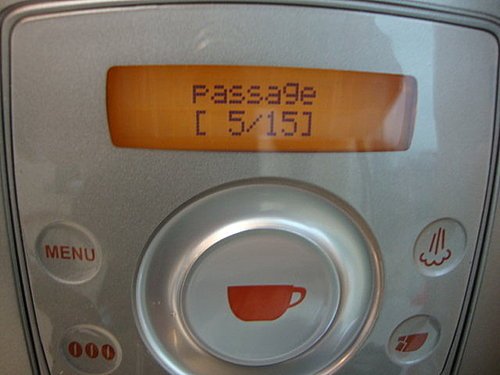 Passage
[ 5/15]
MENU